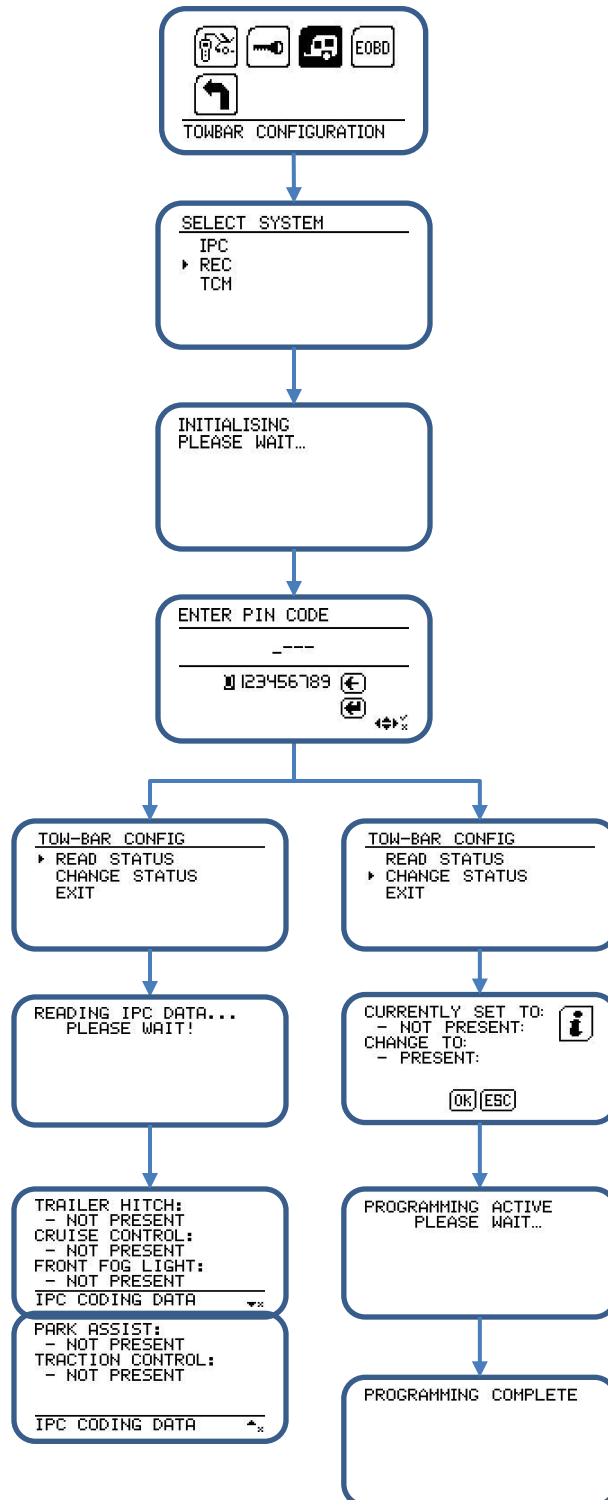 EOBD
TOWBAR CONFIGURATION
SELECT SYSTEM
IPC
REC
TCM
INITIALISING
PLEASE WAIT...
ENTER PIN CODE
_---
0123456789
TOW-BAR CONFIG
READ STATUS
CHANGE STATUS
EXIT
READING IPC DATA...
PLEASE WAIT!
TRAILER HITCH:
- NOT PRESENT
CRUISE CONTROL:
- NOT PRESENT
FRONT FOG LIGHT:
- NOT PRESENT
IPC CODING DATA
PARK ASSIST:
- NOT PRESENT
TRACTION CONTROL:
- NOT PRESENT
IPC CODING DATA
TOW-BAR CONFIG
READ STATUS
CHANGE STATUS
EXIT
CURRENTLY SET TO:
- NOT PRESENT:
CHANGE TO:
- PRESENT:
i
OK ESC
PROGRAMMING ACTIVE
PLEASE WAIT...
PROGRAMMING COMPLETE